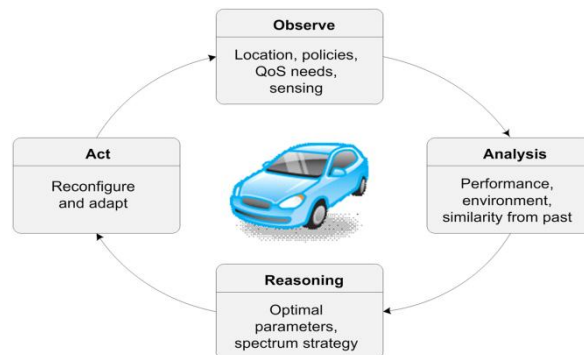 Observe
Location, policies,
QoS needs,
sensing
Act
Reconfigure
and adapt
Analysis
Performance,
environment,
similarity from past
Reasoning
Optimal
parameters,
spectrum strategy